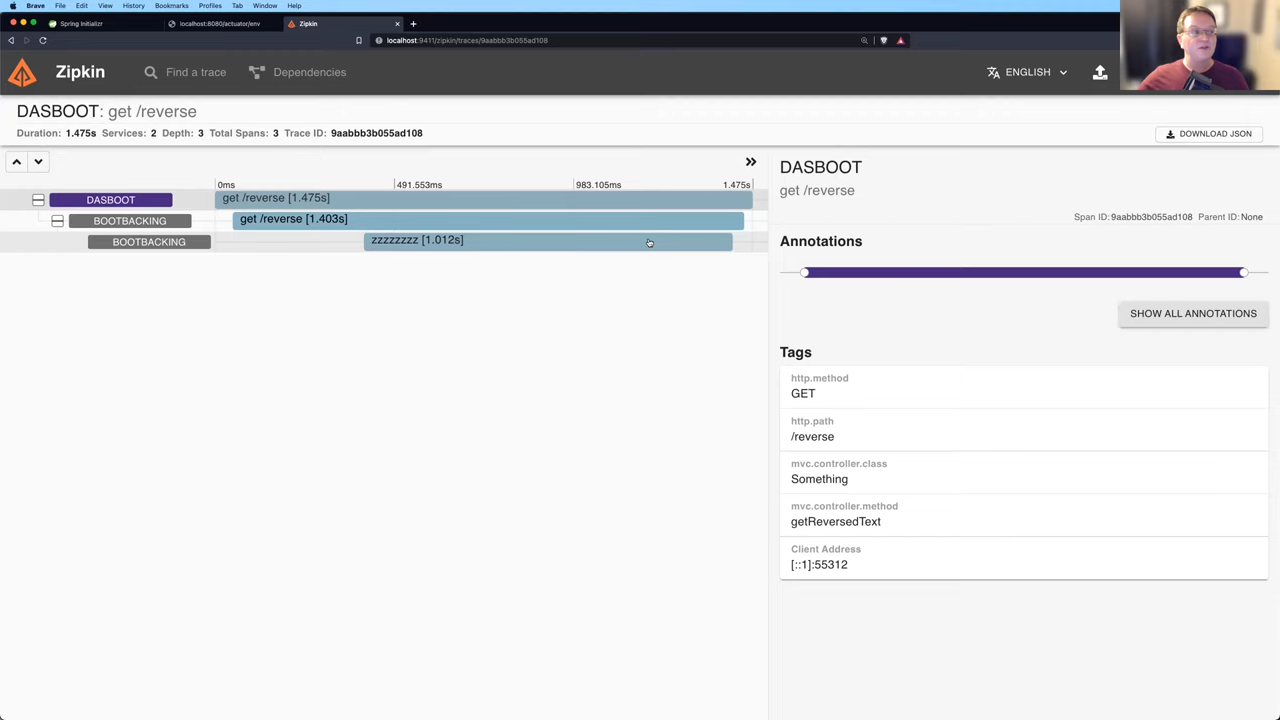 Brave File Edit View History Bookmarks Profiles Tab Window Help
Spring Initializr localhost:8080/actuator/env Zipkin
localhost:9411/zipkin/traces/9aabbb3b055ad108
Zipkin Find a trace Dependencies ENGLISH
DASBOOT: get /reverse
Duration: 1.475s Services: 2 Depth: 3 Total Spans: 3 Trace ID: 9aabbb3b055ad108 DOWNLOAD JSON
0ms 491.553ms 983.105ms 1.475s
DASBOOT get /reverse [1.475s]
BOOTBACKING get /reverse [1.403s]
BOOTBACKING zzzzzzzz [1.012s]
DASBOOT
get /reverse
Span ID: 9aabbb3b055ad108 Parent ID: None
Annotations
SHOW ALL ANNOTATIONS
Tags
http.method
GET
http.path
/reverse
mvc.controller.class
Something
mvc.controller.method
getReversedText
Client Address
[::1]:55312